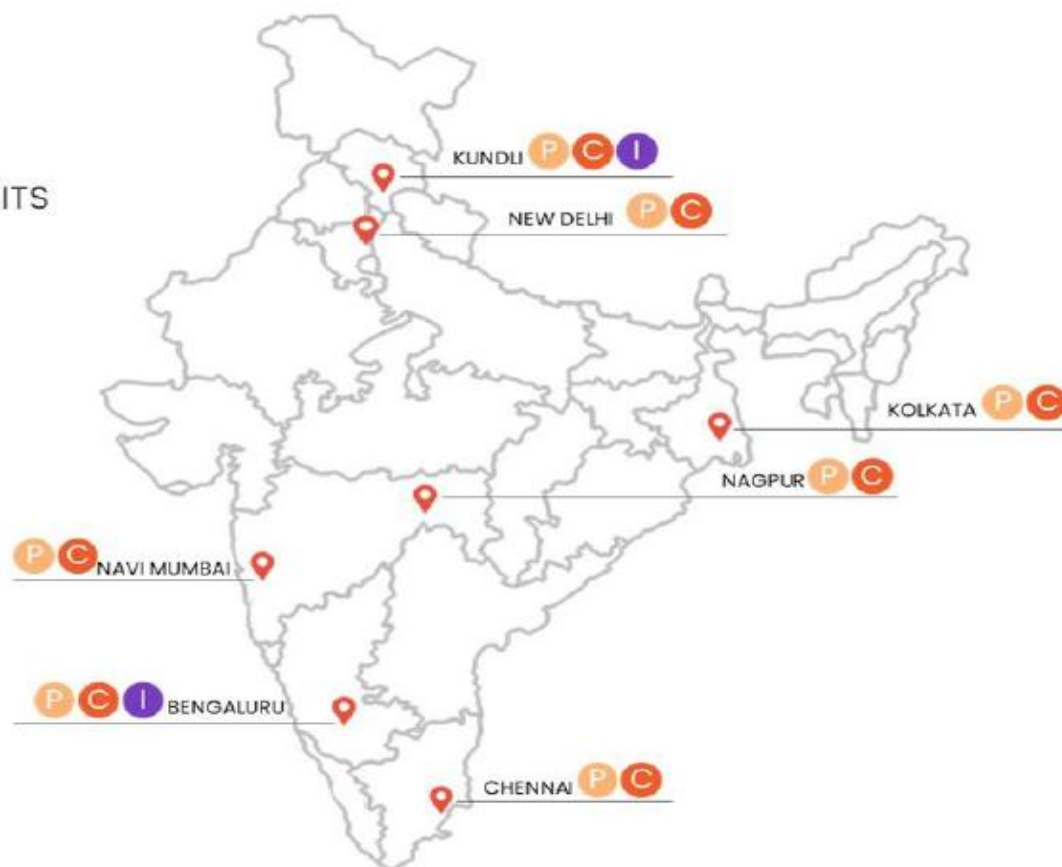 KUNDLI P C I
ITS
NEW DELHI P C
KOLKATA P C
NAGPUR P C
P C NAVI MUMBAI
P C I BENGALURU
CHENNAI P C